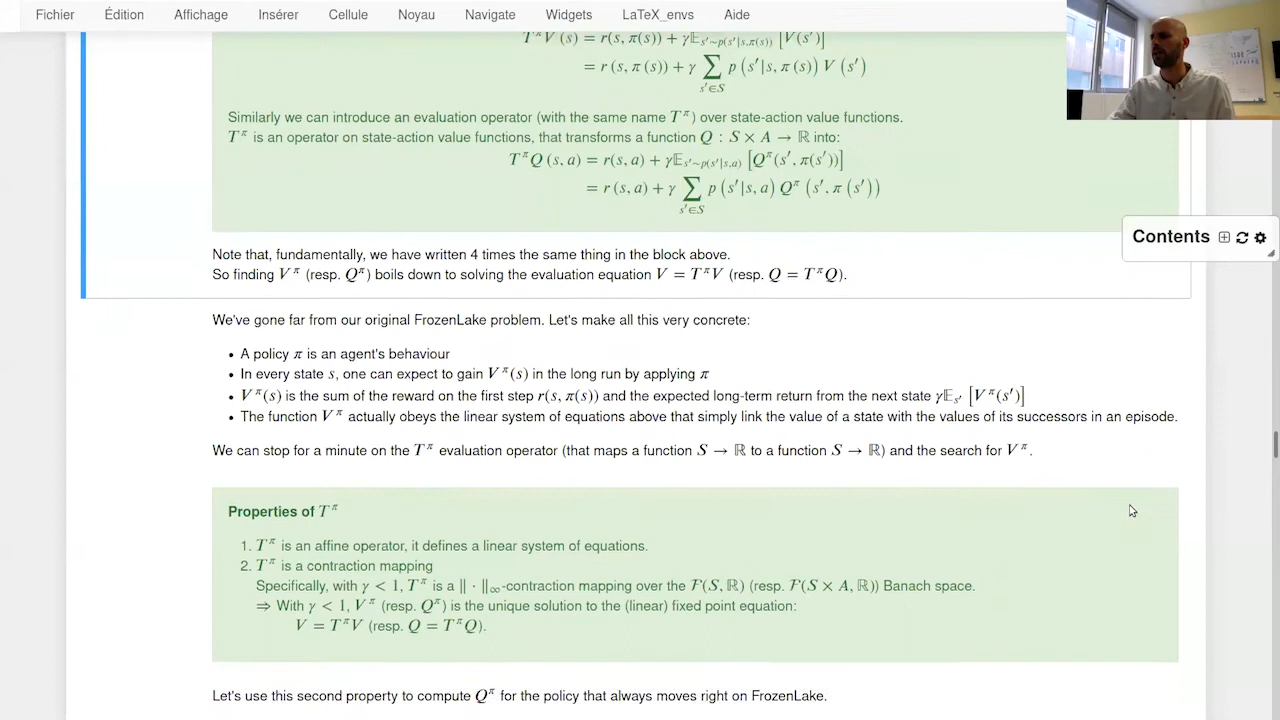 Fichier Édition Affichage Insérer Cellule Noyau Navigate Widgets LaTeX_envs Aide
T^π V (s) = r(s, π(s)) + γ𝔼_{s'∼p(s'|s,π(s))} [V(s')]
= r (s, π (s)) + γ ∑_{s'∈S} p (s'|s, π (s)) V (s')
Similarly we can introduce an evaluation operator (with the same name T^π) over state-action value functions.
T^π is an operator on state-action value functions, that transforms a function Q : S × A → ℝ into:
T^π Q (s, a) = r(s, a) + γ𝔼_{s'∼p(s'|s,a)} [Q^π(s', π(s'))]
= r (s, a) + γ ∑_{s'∈S} p (s'|s, a) Q^π (s', π (s'))
Contents
Note that, fundamentally, we have written 4 times the same thing in the block above.
So finding V^π (resp. Q^π) boils down to solving the evaluation equation V = T^π V (resp. Q = T^π Q).
We've gone far from our original FrozenLake problem. Let's make all this very concrete:
• A policy π is an agent's behaviour
• In every state s, one can expect to gain V^π(s) in the long run by applying π
• V^π(s) is the sum of the reward on the first step r(s, π(s)) and the expected long-term return from the next state γ𝔼_{s'} [V^π(s')]
• The function V^π actually obeys the linear system of equations above that simply link the value of a state with the values of its successors in an episode.
We can stop for a minute on the T^π evaluation operator (that maps a function S → ℝ to a function S → ℝ) and the search for V^π.
Properties of T^π
1. T^π is an affine operator, it defines a linear system of equations.
2. T^π is a contraction mapping
Specifically, with γ < 1, T^π is a ‖ · ‖_∞-contraction mapping over the ℱ(S, ℝ) (resp. ℱ(S × A, ℝ)) Banach space.
⇒ With γ < 1, V^π (resp. Q^π) is the unique solution to the (linear) fixed point equation:
V = T^π V (resp. Q = T^π Q).
Let's use this second property to compute Q^π for the policy that always moves right on FrozenLake.